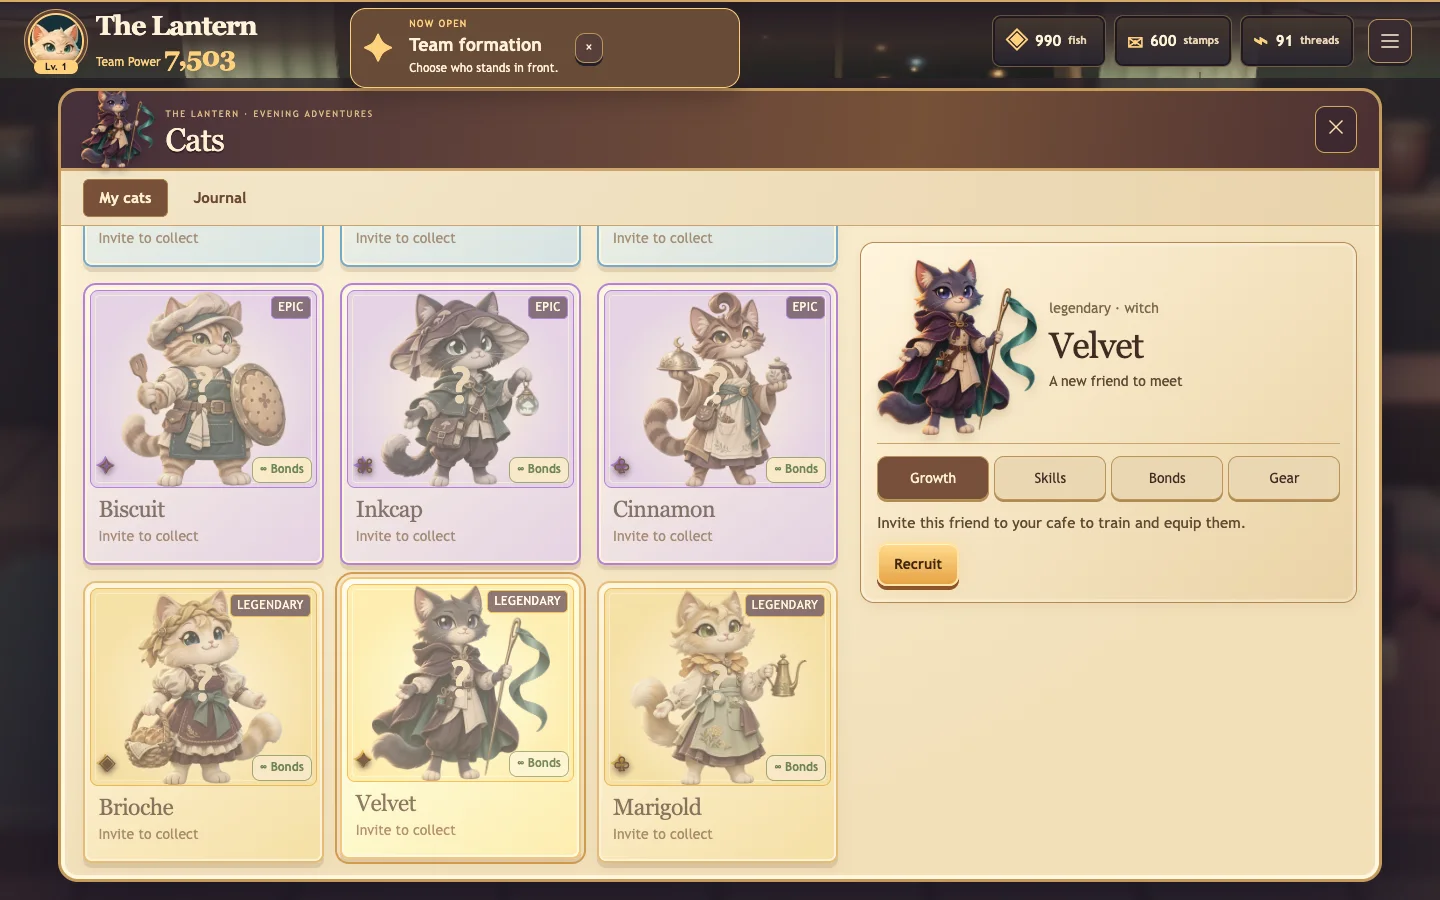 The Lantern
Team Power 7,503
Lv. 1
NOW OPEN
Team formation
Choose who stands in front.
×
990 fish
600 stamps
91 threads
THE LANTERN · EVENING ADVENTURES
Cats
My cats
Journal
Invite to collect
Invite to collect
Invite to collect
EPIC
?
∞ Bonds
Biscuit
Invite to collect
EPIC
?
∞ Bonds
Inkcap
Invite to collect
EPIC
?
∞ Bonds
Cinnamon
Invite to collect
LEGENDARY
?
∞ Bonds
Brioche
Invite to collect
LEGENDARY
?
∞ Bonds
Velvet
Invite to collect
LEGENDARY
?
∞ Bonds
Marigold
Invite to collect
legendary · witch
Velvet
A new friend to meet
Growth
Skills
Bonds
Gear
Invite this friend to your cafe to train and equip them.
Recruit